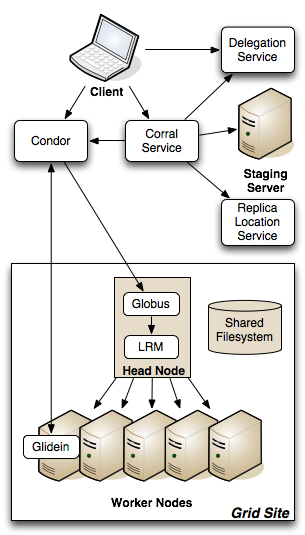 Delegation
Service
Client
Condor
Corral
Service
Staging
Server
Replica
Location
Service
Globus
LRM
Head Node
Shared
Filesystem
Glidein
Worker Nodes
Grid Site